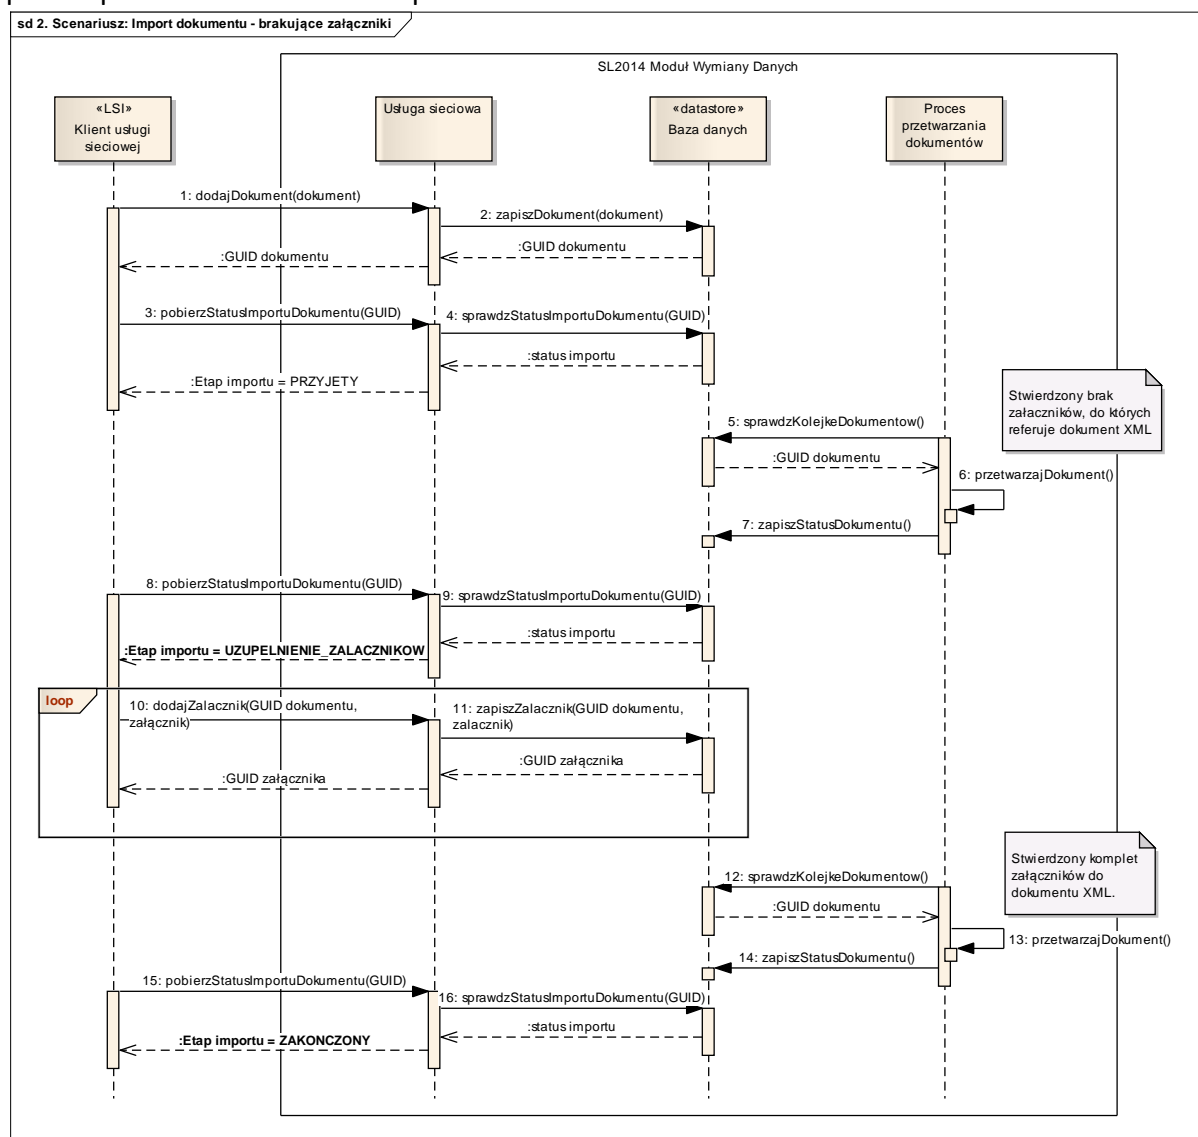 sd 2. Scenariusz: Import dokumentu - brakujące załączniki
SL2014 Moduł Wymiany Danych
«LSI»
Klient usługi
sieciowej
Usługa sieciowa
«datastore»
Baza danych
Proces
przetwarzania
dokumentów
1: dodajDokument(dokument)
2: zapiszDokument(dokument)
:GUID dokumentu
:GUID dokumentu
3: pobierzStatusImportuDokumentu(GUID)
4: sprawdzStatusImportuDokumentu(GUID)
:status importu
:Etap importu = PRZYJETY
Stwierdzony brak
załaczników, do których
referuje dokument XML
5: sprawdzKolejkeDokumentow()
:GUID dokumentu
6: przetwarzajDokument()
7: zapiszStatusDokumentu()
8: pobierzStatusImportuDokumentu(GUID)
9: sprawdzStatusImportuDokumentu(GUID)
:status importu
:Etap importu = UZUPELNIENIE_ZALACZNIKOW
loop
10: dodajZalacznik(GUID dokumentu,
załącznik)
11: zapiszZalacznik(GUID dokumentu,
zalacznik)
:GUID załącznika
:GUID załącznika
Stwierdzony komplet
załączników do
dokumentu XML.
12: sprawdzKolejkeDokumentow()
:GUID dokumentu
13: przetwarzajDokument()
14: zapiszStatusDokumentu()
15: pobierzStatusImportuDokumentu(GUID)
16: sprawdzStatusImportuDokumentu(GUID)
:status importu
:Etap importu = ZAKONCZONY